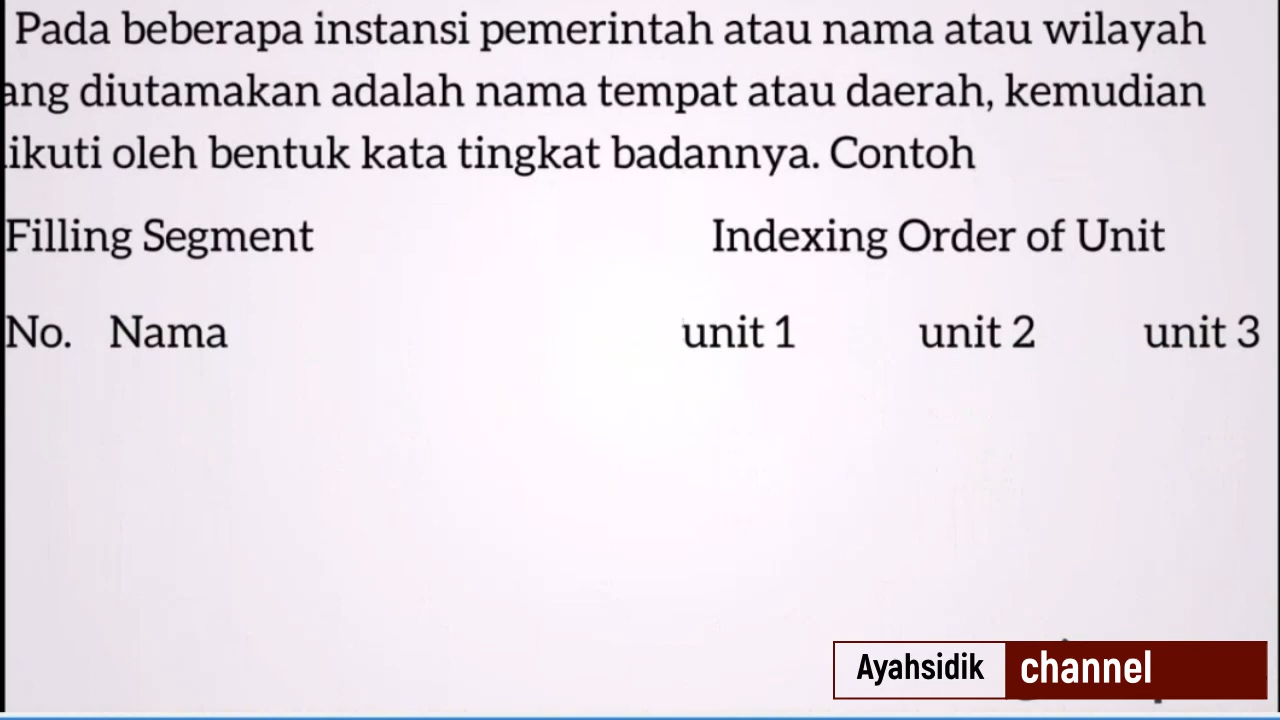 Pada beberapa instansi pemerintah atau nama atau wilayah
ang diutamakan adalah nama tempat atau daerah, kemudian
ikuti oleh bentuk kata tingkat badannya. Contoh
Filling Segment Indexing Order of Unit
No. Nama unit 1 unit 2 unit 3
Ayahsidik channel